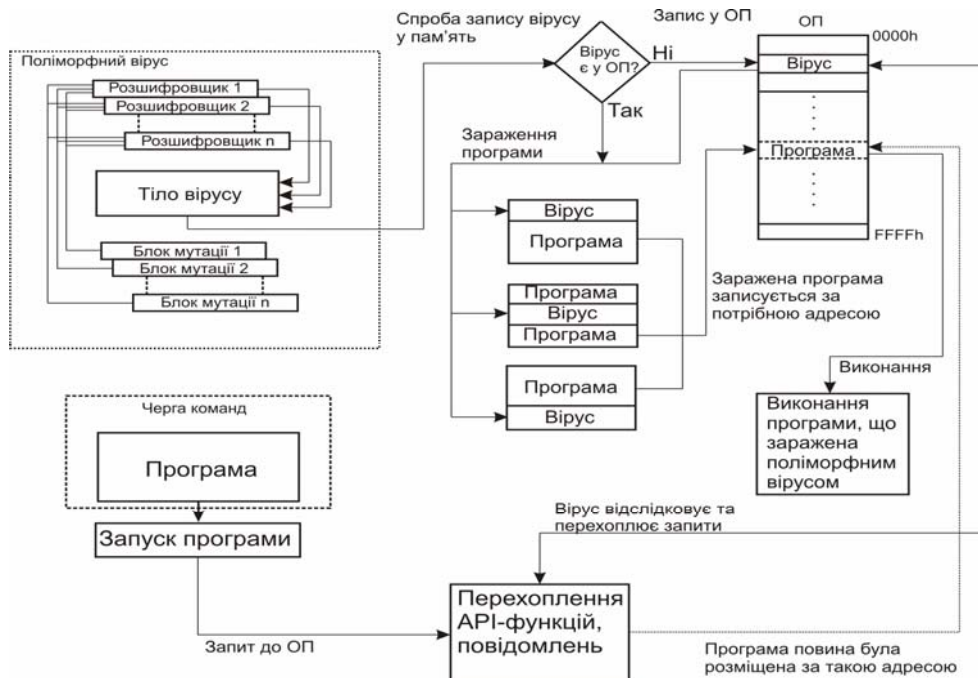 Спроба запису вірусу
у пам’ять
Запис у ОП
ОП
0000h
Поліморфний вірус
Розшифровщик 1
Розшифровщик 2
Розшифровщик n
Тіло вірусу
Блок мутації 1
Блок мутації 2
Блок мутації n
Вірус
є у ОП?
Ні
Так
Вірус
Програма
FFFFh
Зараження
програми
Вірус
Програма
Програма
Вірус
Програма
Програма
Вірус
Заражена програма
записується за
потрібною адресою
Виконання
Виконання
програми, що
заражена
поліморфним
вірусом
Черга команд
Програма
Запуск програми
Запит до ОП
Вірус відслідковує та
перехоплює запити
Перехоплення
API-функцій,
повідомлень
Програма повина була
розміщена за такою адресою